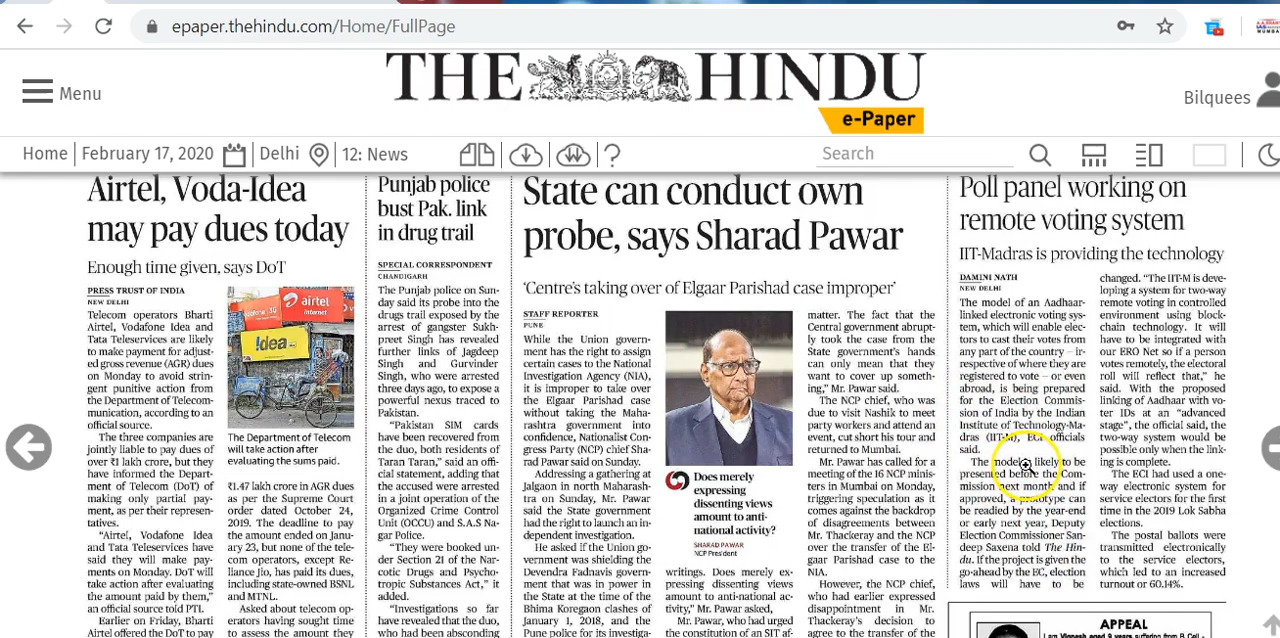 epaper.thehindu.com/Home/FullPage
Menu
THE HINDU
e-Paper
Bilquees
Home
February 17, 2020
Delhi
12: News
?
Search
Airtel, Voda-Idea
may pay dues today
Enough time given, says DoT
PRESS TRUST OF INDIA
NEW DELHI
Telecom operators Bharti
Airtel, Vodafone Idea and
Tata Teleservices are likely
to make payment for adjust-
ed gross revenue (AGR) dues
on Monday to avoid strin-
gent punitive action from
the Department of Telecom-
munication, according to an
official source.
The three companies are
jointly liable to pay dues of
over ₹1 lakh crore, but they
have informed the Depart-
ment of Telecom (DoT) of
making only partial pay-
ment, as per their represen-
tatives.
“Airtel, Vodafone Idea
and Tata Teleservices have
said they will make pay-
ments on Monday. DoT will
take action after evaluating
the amount paid by them,”
an official source told PTI.
Earlier on Friday, Bharti
Airtel offered the DoT to pay
airtel
Idea
The Department of Telecom
will take action after
evaluating the sums paid.
₹1.47 lakh crore in AGR dues
as per the Supreme Court
order dated October 24,
2019. The deadline to pay
the amount ended on Janu-
ary 23, but none of the tele-
com operators, except Re-
liance Jio, has paid its dues,
including state-owned BSNL
and MTNL.
Asked about telecom op-
erators having sought time
to assess the amount they
Punjab police
bust Pak. link
in drug trail
SPECIAL CORRESPONDENT
CHANDIGARH
The Punjab police on Sun-
day said its probe into the
drugs trail exposed by the
arrest of gangster Sukh-
preet Singh has revealed
further links of Jagdeep
Singh and Gurvinder
Singh, who were arrested
three days ago, to expose a
powerful nexus traced to
Pakistan.
“Pakistan SIM cards
have been recovered from
the duo, both residents of
Taran Taran,” said an offi-
cial statement, adding that
the accused were arrested
in a joint operation of the
Organized Crime Control
Unit (OCCU) and S.A.S Na-
gar Police.
“They were booked un-
der Section 21 of the Nar-
cotic Drugs and Psycho-
tropic Substances Act,” it
added.
“Investigations so far
have revealed that the duo,
who had been absconding
State can conduct own
probe, says Sharad Pawar
‘Centre’s taking over of Elgaar Parishad case improper’
STAFF REPORTER
PUNE
While the Union govern-
ment has the right to assign
certain cases to the National
Investigation Agency (NIA),
it is improper to take over
the Elgaar Parishad case
without taking the Maha-
rashtra government into
confidence, Nationalist Con-
gress Party (NCP) chief Sha-
rad Pawar said on Sunday.
Addressing a gathering at
Jalgaon in north Maharash-
tra on Sunday, Mr. Pawar
said the State government
had the right to launch an in-
dependent investigation.
He asked if the Union go-
vernment was shielding the
Devendra Fadnavis govern-
ment that was in power in
the State at the time of the
Bhima Koregaon clashes of
January 1, 2018, and the
Pune police for its investiga-
Does merely
expressing
dissenting views
amount to anti-
national activity?
SHARAD PAWAR
NCP President
writings. Does merely ex-
pressing dissenting views
amount to anti-national ac-
tivity,” Mr. Pawar asked,
Mr. Pawar, who had urged
the constitution of an SIT af-
matter. The fact that the
Central government abrupt-
ly took the case from the
State government’s hands
can only mean that they
want to cover up someth-
ing,” Mr. Pawar said.
The NCP chief, who was
due to visit Nashik to meet
party workers and attend an
event, cut short his tour and
returned to Mumbai.
Mr. Pawar has called for a
meeting of the 16 NCP minis-
ters in Mumbai on Monday,
triggering speculation as it
comes against the backdrop
of disagreements between
Mr. Thackeray and the NCP
over the transfer of the El-
gaar Parishad case to the
NIA.
However, the NCP chief,
who had earlier expressed
disappointment in Mr.
Thackeray’s decision to
agree to the transfer of the
Poll panel working on
remote voting system
IIT-Madras is providing the technology
DAMINI NATH
NEW DELHI
The model of an Aadhaar-
linked electronic voting sys-
tem, which will enable elec-
tors to cast their votes from
any part of the country – ir-
respective of where they are
registered to vote – or even
abroad, is being prepared
for the Election Commis-
sion of India by the Indian
Institute of Technology-Ma-
dras (IIT-M), ECI officials
said.
The model is likely to be
presented before the Com-
mission next month and if
approved, a prototype can
be readied by the year-end
or early next year, Deputy
Election Commissioner San-
deep Saxena told The Hin-
du. If the project is given the
go-ahead by the EC, election
laws will have to be
changed. “The IIT-M is deve-
loping a system for two-way
remote voting in controlled
environment using block-
chain technology. It will
have to be integrated with
our ERO Net so if a person
votes remotely, the electoral
roll will reflect that,” he
said. With the proposed
linking of Aadhaar with vo-
ter IDs at an “advanced
stage”, the official said, the
two-way system would be
possible only when the link-
ing is complete.
The ECI had used a one-
way electronic system for
service electors for the first
time in the 2019 Lok Sabha
elections.
The postal ballots were
transmitted electronically
to the service electors,
which led to an increased
turnout or 60.14%.
APPEAL